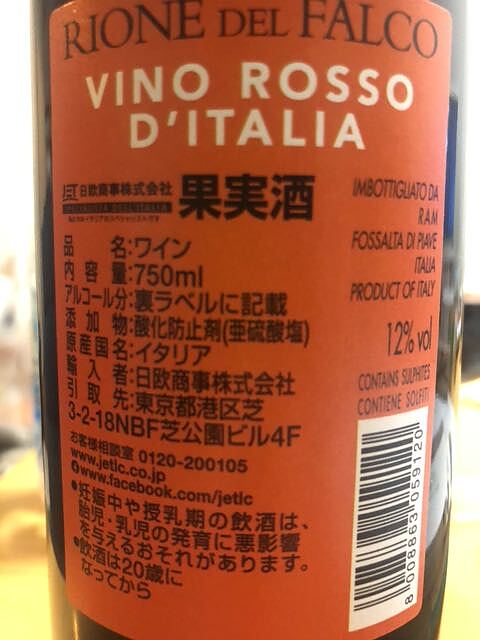 RIONE DEL FALCO
VINO ROSSO
D'ITALIA
JET 日欧商事株式会社
果実酒
品名:ワイン
内容量:750ml
アルコール分:裏ラベルに記載
添加物:酸化防止剤(亜硫酸塩)
原産国名:イタリア
輸入者:日欧商事株式会社
引取先:東京都港区芝
3-2-18NBF芝公園ビル4F
お客様相談室 0120-200105
www.jetlc.co.jp
www.facebook.com/jetlc
●妊娠中や授乳期の飲酒は、
胎児・乳児の発育に悪影響
を与えるおそれがあります。
●飲酒は20歳に
なってから
IMBOTTIGLIATO DA
R.A.M.
FOSSALTA DI PIAVE
ITALIA
PRODUCT OF ITALY
12% vol
CONTAINS SULPHITES
CONTIENE SOLFITI
8 008863 059120